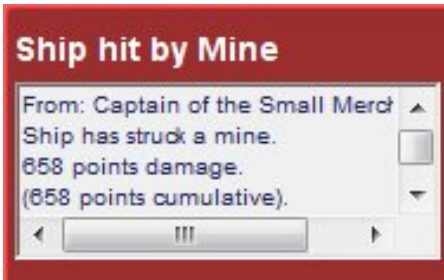 Ship hit by Mine
From: Captain of the Small
Ship has struck a mine.
658 points damage.
(658 points cumulative).